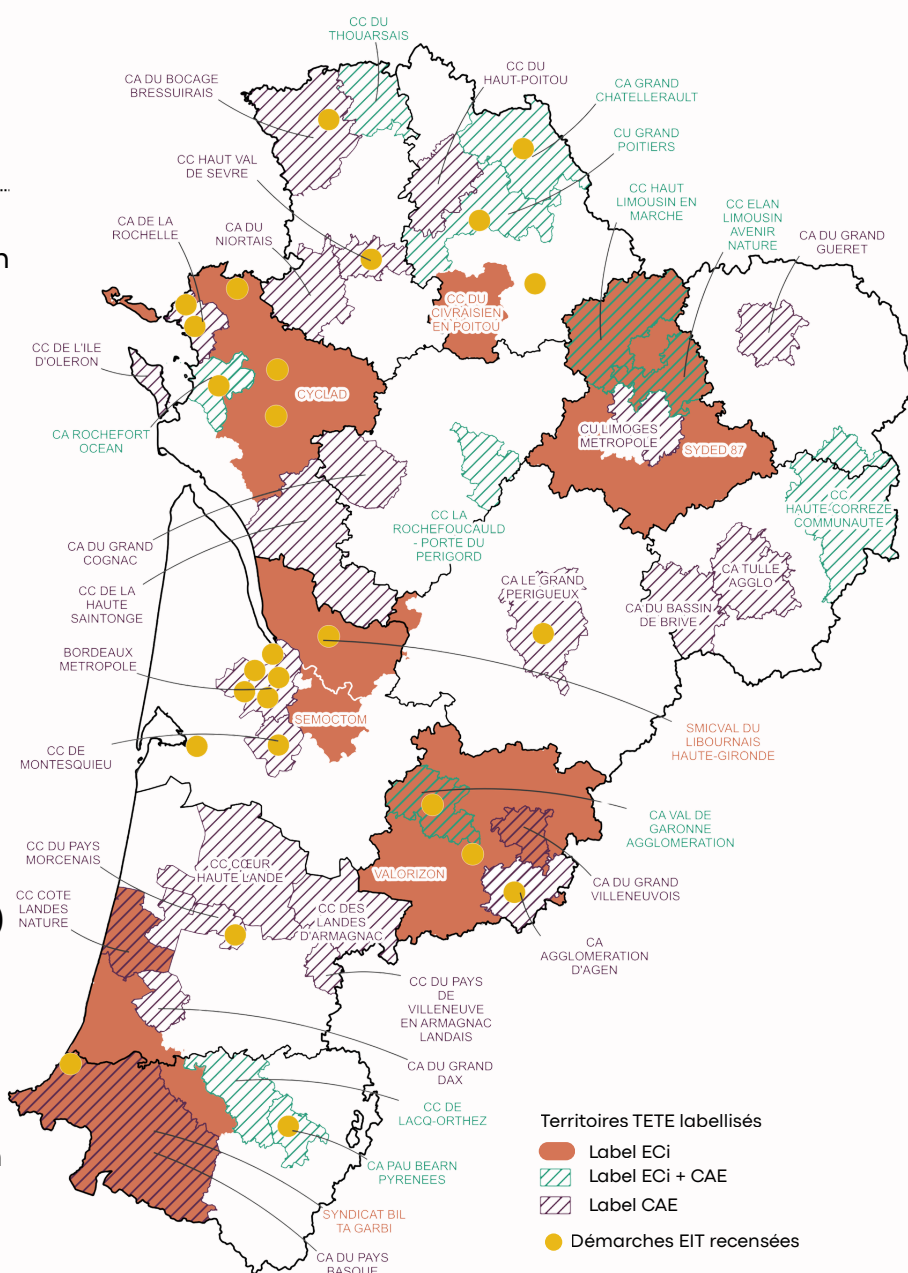 CC DU
THOUARSAIS
CA DU BOCAGE
BRESSUIRAIS
CC DU
HAUT-POITOU
CA GRAND
CHATELLERAULT
CU GRAND
POITIERS
CC HAUT VAL
DE SEVRE
CC HAUT
LIMOUSIN EN
MARCHE
CC ELAN
LIMOUSIN
AVENIR
NATURE
CA DE LA
ROCHELLE
CA DU
NIORTAIS
CA DU GRAND
GUERET
n
CC DU
CIVRAISIEN
EN POITOU
CC DE L'ILE
D'OLERON
CYCLAD
CA ROCHEFORT
OCEAN
CU LIMOGES
METROPOLE
SYDED 87
CC LA
ROCHEFOUCAULD
- PORTE DU
PERIGORD
CC
HAUTE-CORREZE
COMMUNAUTE
CA DU GRAND
COGNAC
CC DE LA
HAUTE
SAINTONGE
CA LE GRAND
PERIGUEUX
CA TULLE
AGGLO
CA DU BASSIN
DE BRIVE
BORDEAUX
METROPOLE
SEMOCTOM
SMICVAL DU
LIBOURNAIS
HAUTE-GIRONDE
CC DE
MONTESQUIEU
CA VAL DE
GARONNE
AGGLOMERATION
CC DU PAYS
MORCENAIS
CC CŒUR
HAUTE LANDE
VALORIZON
CA DU GRAND
VILLENEUVOIS
CC COTE
LANDES
NATURE
)
CC DES
LANDES
D'ARMAGNAC
CA
AGGLOMERATION
D'AGEN
CC DU PAYS
DE
VILLENEUVE
EN ARMAGNAC
LANDAIS
CA DU GRAND
DAX
CC DE
LACQ-ORTHEZ
CA PAU BEARN
PYRENEES
SYNDICAT BIL
TA GARBI
CA DU PAYS
BASQUE
Territoires TETE labellisés
Label ECi
Label ECi + CAE
Label CAE
Démarches EIT recensées